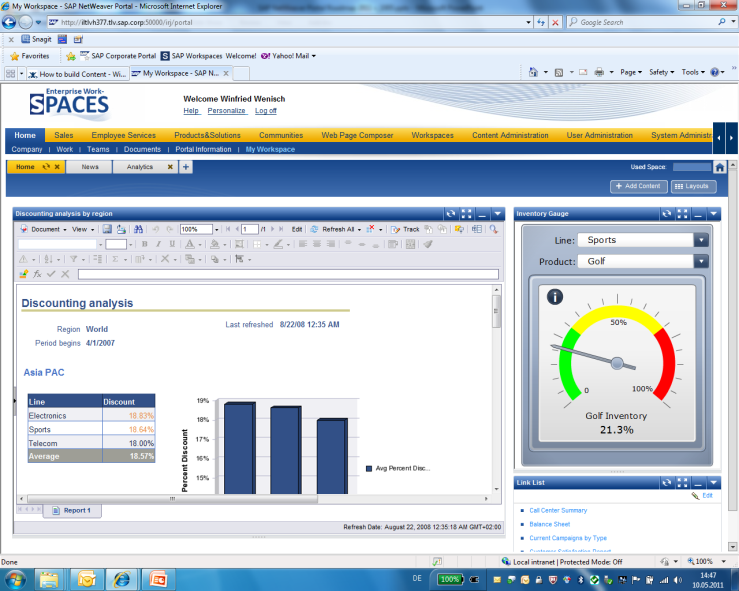 My Workspace - SAP NetWeaver Portal - Microsoft Internet Explorer
http://iltlvh377.tlv.sap.corp:50000/irj/portal
Google Search
x Snagit
Favorites SAP Corporate Portal SAP Workspaces Welcome! Yahoo! Mail
How to build Content - Wi... My Workspace - SAP N... X
Page Safety Tools
Enterprise Work-
SPACES
Welcome Winfried Wenisch
Help Personalize Log off
Home Sales Employee Services Products&Solutions Communities Web Page Composer Workspaces Content Administration User Administration System Administr
Company | Work | Teams | Documents | Portal Information | My Workspace
Home News Analytics +
Used Space:
+ Add Content Layouts
Discounting analysis by region
Document View 100% 1 /1 Edit Refresh All Track
B I U A
Discounting analysis
Last refreshed 8/22/08 12:35 AM
Region World
Period begins 4/1/2007
Asia PAC
Line Discount
Electronics 18.83%
Sports 18.64%
Telecom 18.00%
Average 18.57%
19%
18%
17%
16%
15%
Percent Discount
Avg Percent Disc...
Report 1
Refresh Date: August 22, 2008 12:35:18 AM GMT+02:00
Inventory Gauge
Line: Sports
Product: Golf
i
50%
0
100%
Golf Inventory
21.3%
Link List
Edit
Call Center Summary
Balance Sheet
Current Campaigns by Type
Customer Satisfaction Report
Done
Local intranet | Protected Mode: Off
100%
DE
100%
14:47
10.05.2011